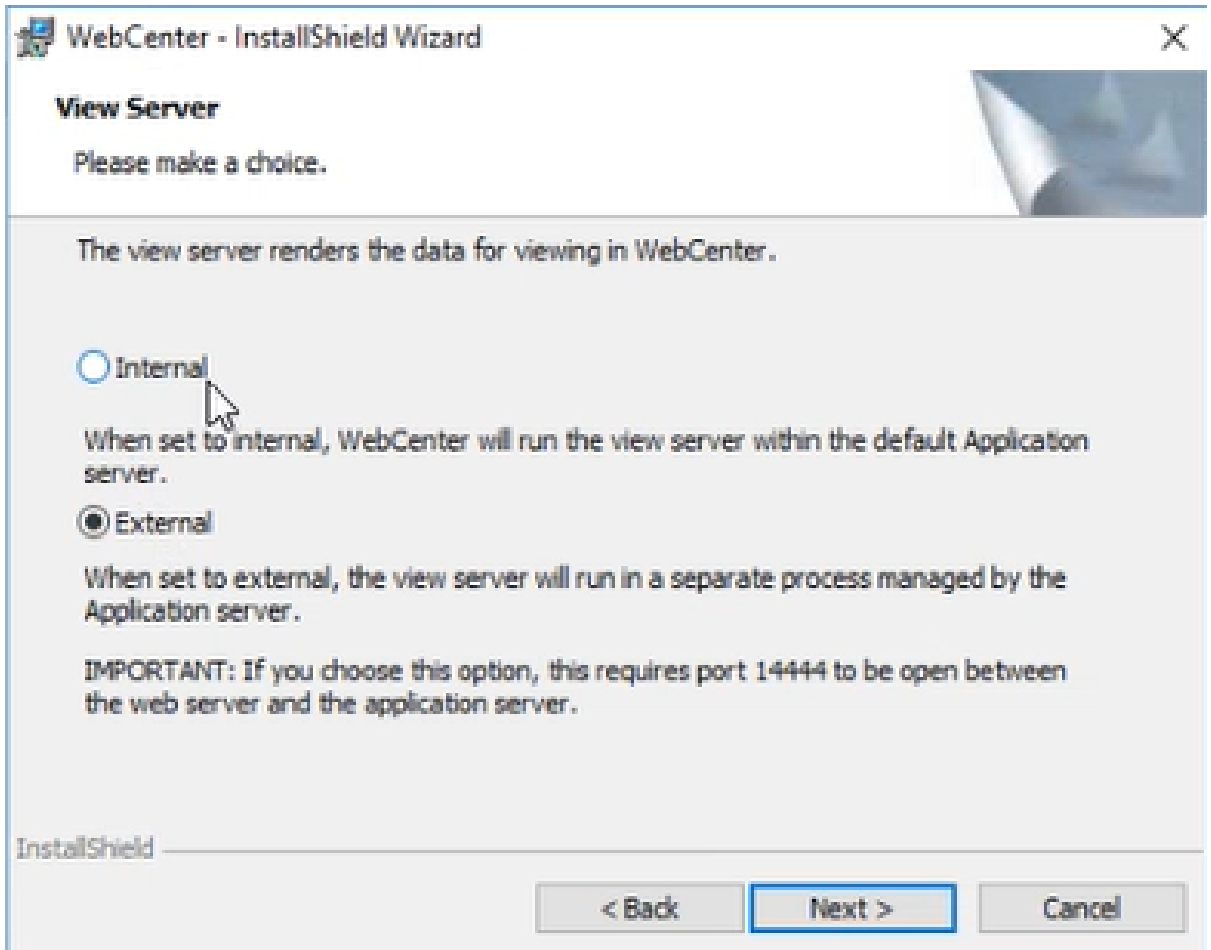 WebCenter - InstallShield Wizard
View Server
Please make a choice.
The view server renders the data for viewing in WebCenter.
Internal
When set to internal, WebCenter will run the view server within the default Application
server.
External
When set to external, the view server will run in a separate process managed by the
Application server.
IMPORTANT: If you choose this option, this requires port 14444 to be open between
the web server and the application server.
InstallShield
< Back
Next >
Cancel